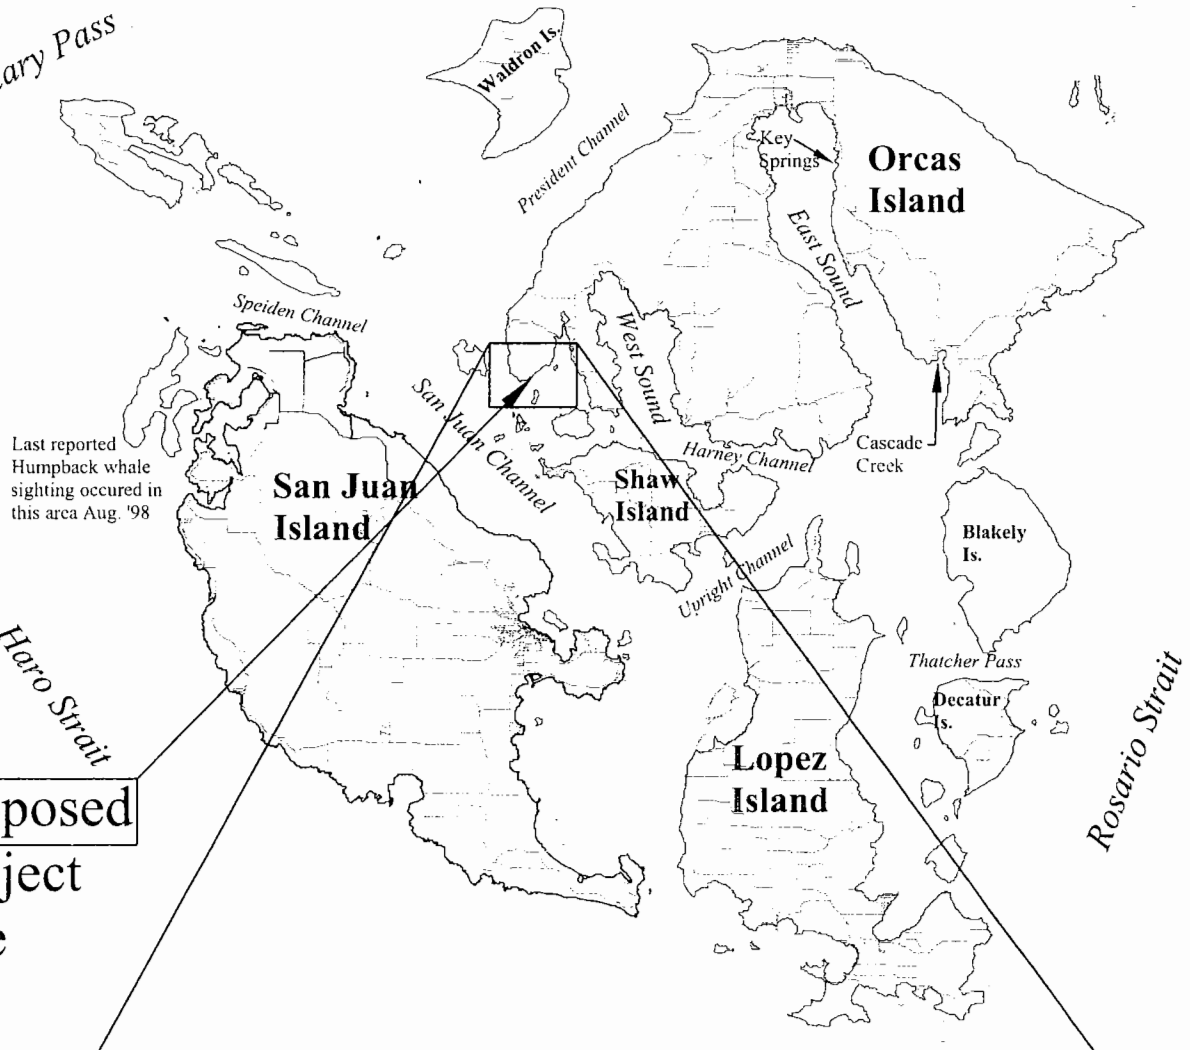 Pass
Waldron Is.
President Channel
Key
Springs
Orcas
Island
East Sound
Speiden Channel
West Sound
San Juan Channel
Last reported
Humpback whale
sighting occured in
this area Aug. '98
San Juan
Island
Harney Channel
Cascade
Creek
Shaw
Island
Blakely
Is.
Upright Channel
Haro Strait
Thatcher Pass
Decatur
Is.
Rosario Strait
Lopez
Island
posed
ject